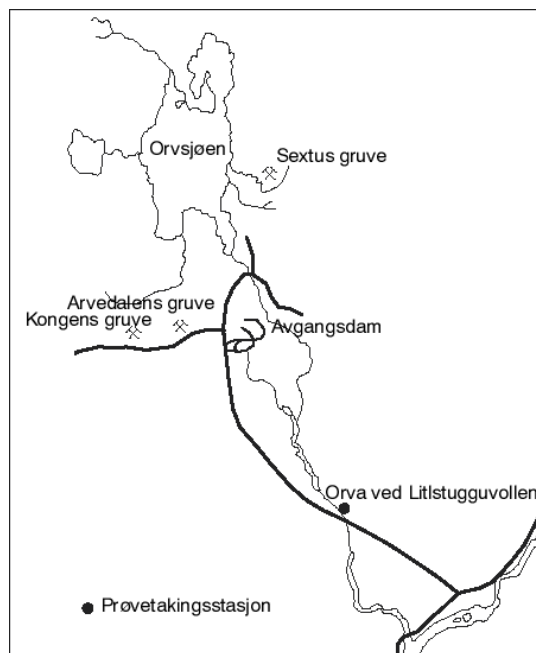 Orvsjøen
Sextus gruve
Arvedalens gruve
Kongens gruve
Avgangsdam
Orva ved Litlstugguvollen
Prøvetakingsstasjon